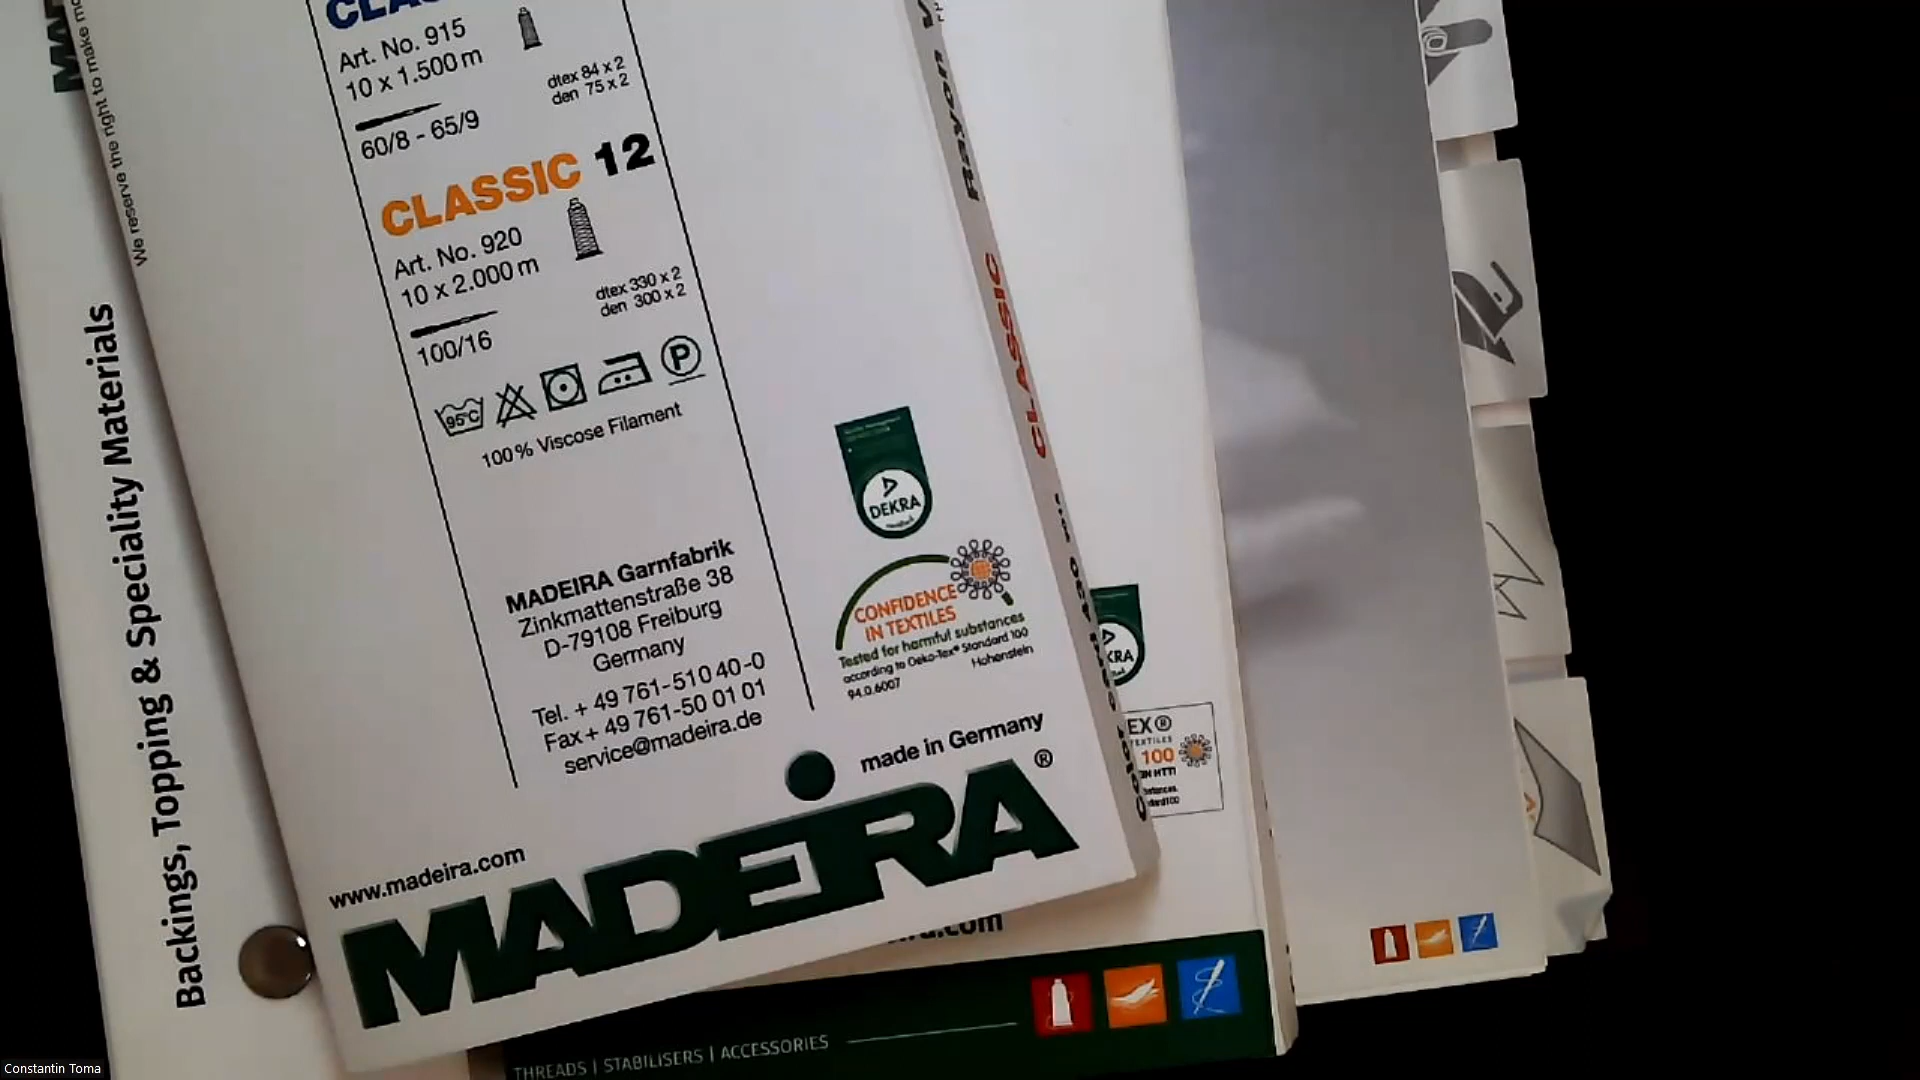 We reserve the right to make
CLASSIC
Art. No. 915
10 x 1.500 m
dtex 84 x 2
den 75 x 2
60/8 - 65/9
CLASSIC 12
Art. No. 920
10 x 2.000 m
dtex 330 x 2
den 300 x 2
100/16
95°C
P
100% Viscose Filament
MADEIRA Garnfabrik
Zinkmattenstraße 38
D-79108 Freiburg
Germany
Tel. + 49 761-510 40-0
Fax + 49 761-50 01 01
service@madeira.de
DEKRA
CONFIDENCE
IN TEXTILES
Tested for harmful substances
according to Oeko-Tex® Standard 100
94.0.6007 Hohenstein
made in Germany
www.madeira.com
MADEIRA®
Backings, Topping & Speciality Materials
Rayon
CLASSIC
KRA
EX®
100
.com
THREADS | STABILISERS | ACCESSORIES
Constantin Toma